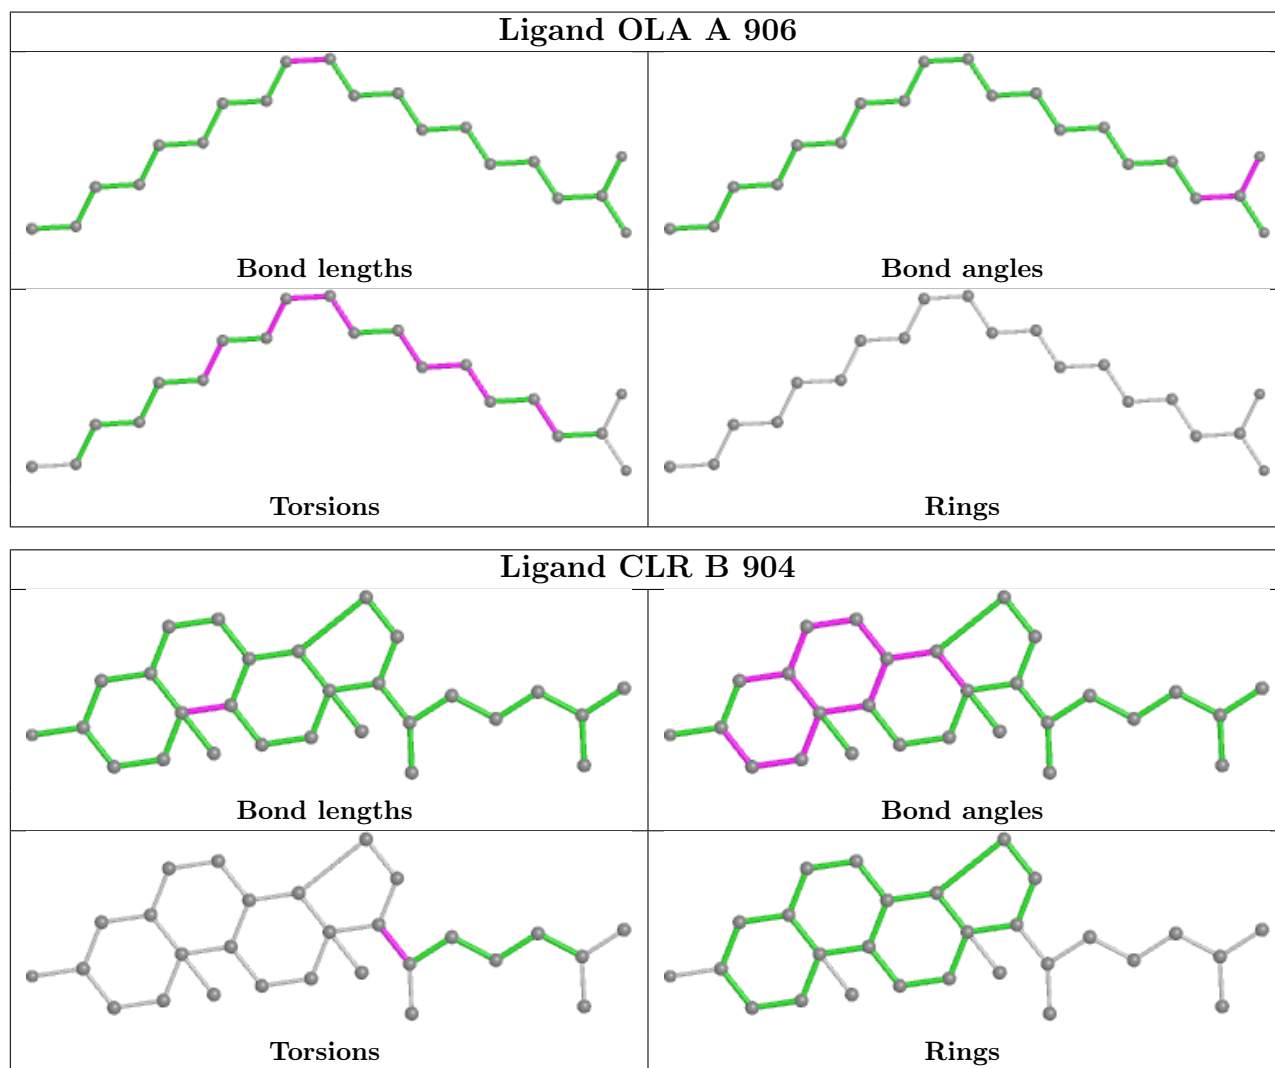 Ligand OLA A 906
Bond lengths
Bond angles
Torsions
Rings
Ligand CLR B 904
Bond lengths
Bond angles
Torsions
Rings